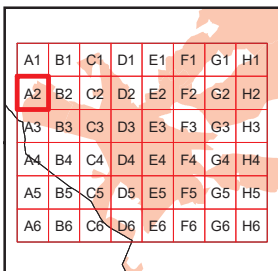 A1 B1 C1 D1 E1 F1 G1 H1
A2 B2 C2 D2 E2 F2 G2 H2
A3 B3 C3 D3 E3 F3 G3 H3
A4 B4 C4 D4 E4 F4 G4 H4
A5 B5 C5 D5 E5 F5 G5 H5
A6 B6 C6 D6 E6 F6 G6 H6